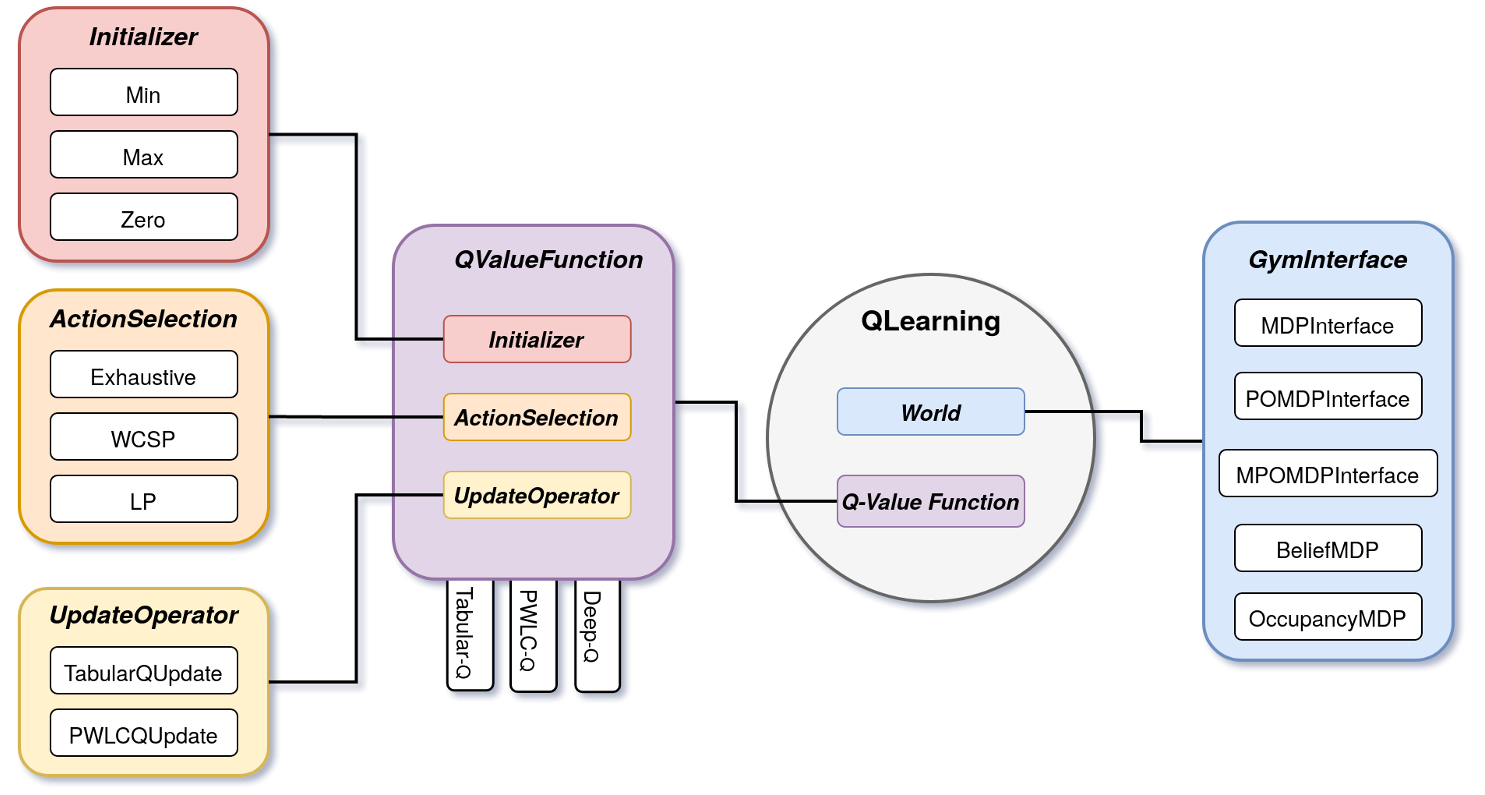 Initializer
Min
Max
Zero
ActionSelection
Exhaustive
WCSP
LP
UpdateOperator
TabularQUpdate
PWLCQUpdate
QValueFunction
Initializer
ActionSelection
UpdateOperator
Tabular-Q
PWLC-Q
Deep-Q
QLearning
World
Q-Value Function
GymInterface
MDPInterface
POMDPInterface
MPOMDPInterface
BeliefMDP
OccupancyMDP